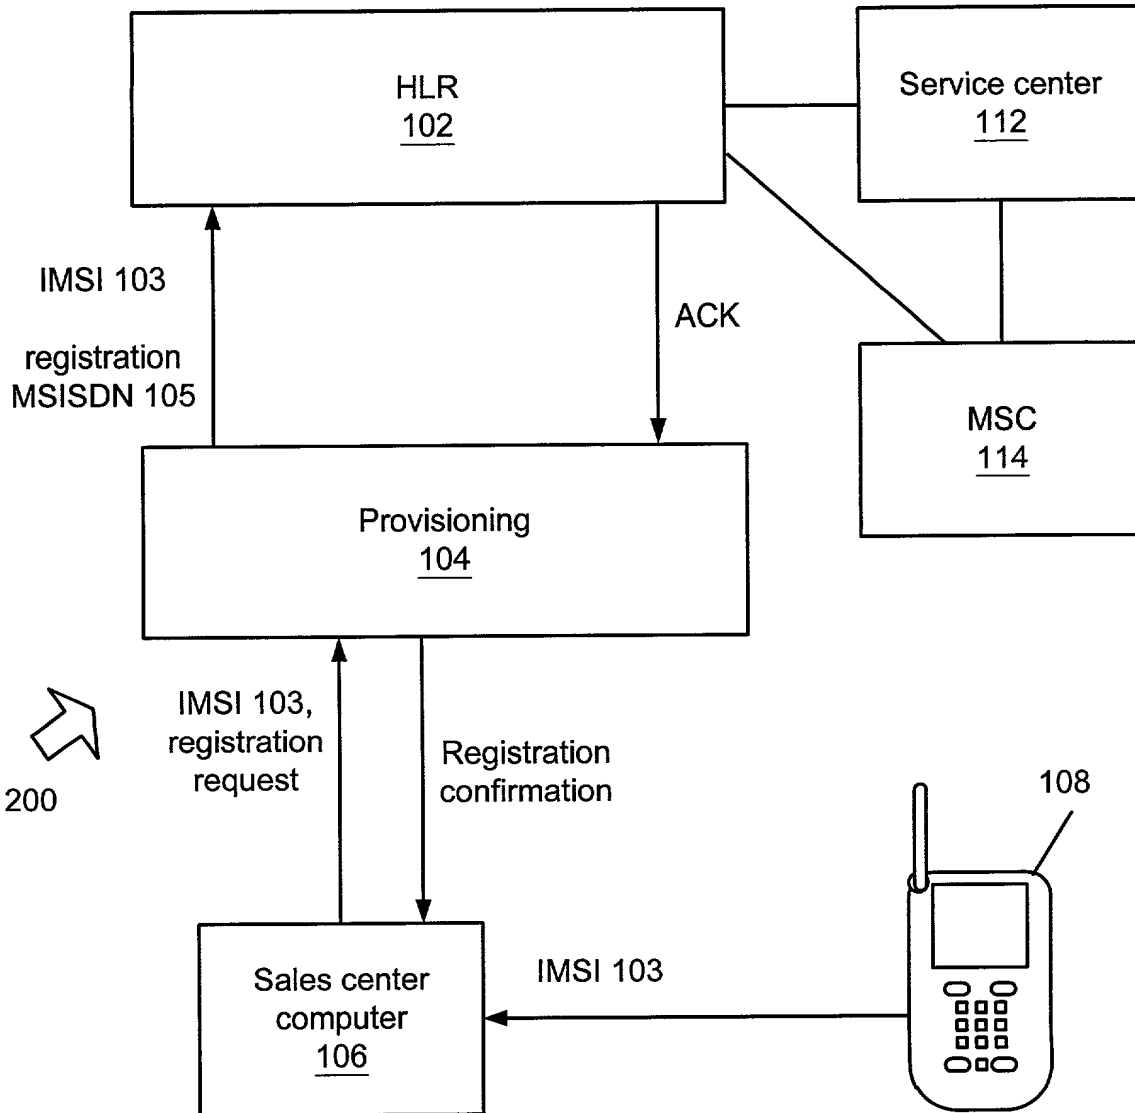 HLR
102
Service center
112
IMSI 103
registration
MSISDN 105
ACK
MSC
114
Provisioning
104
200
IMSI 103,
registration
request
Registration
confirmation
108
Sales center
computer
106
IMSI 103